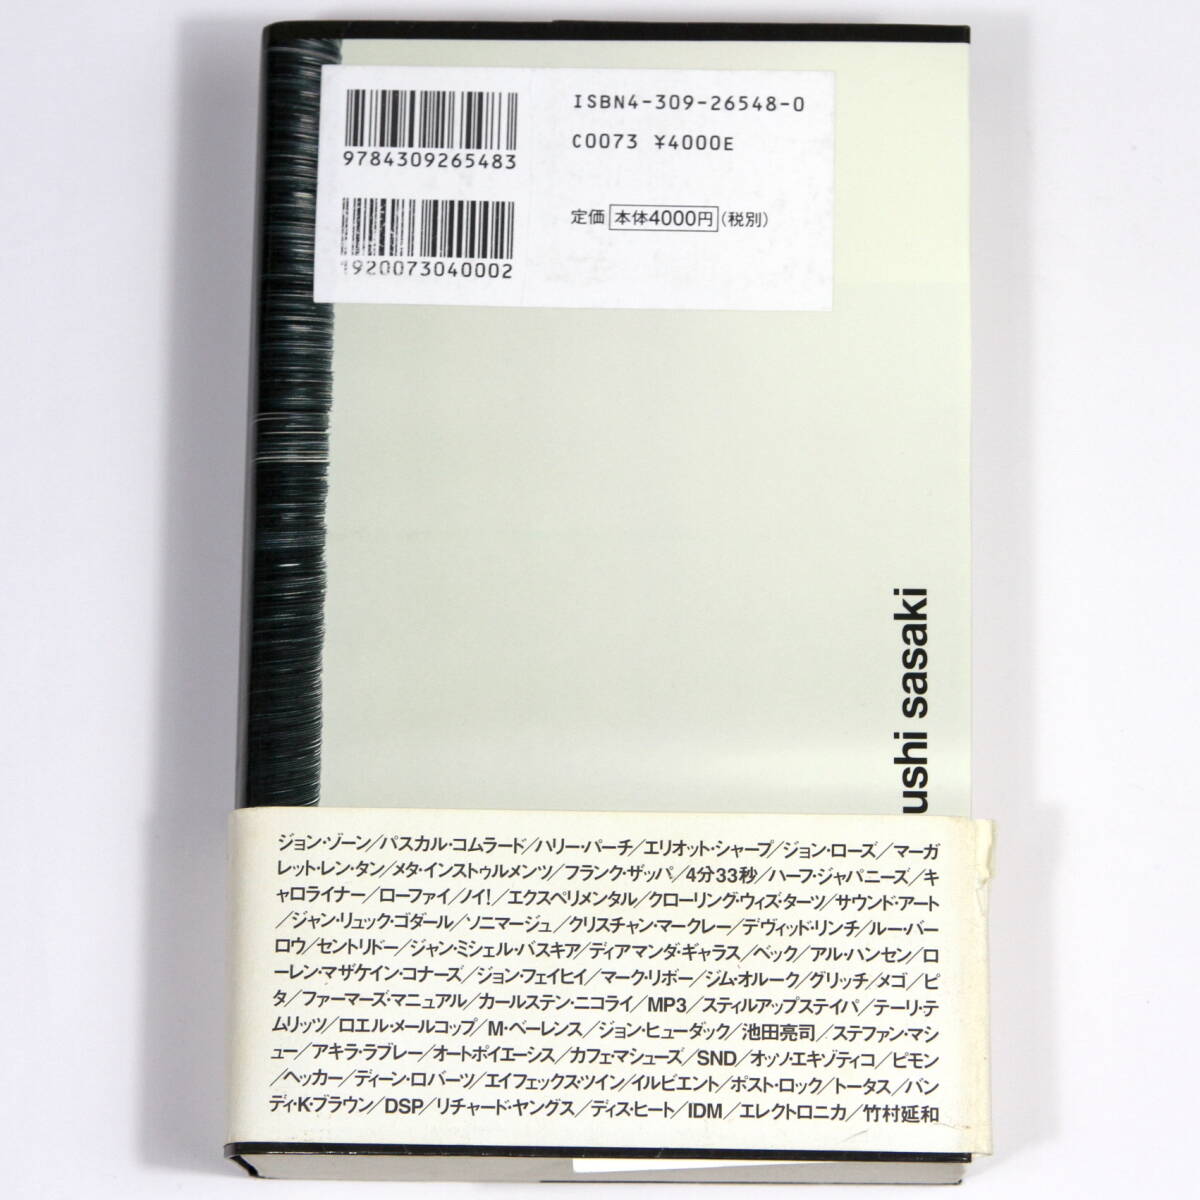 ISBN4-309-26548-0
C0073 ¥4000E
9784309265483
定価 本体4000円(税別)
1920073040002
ushi sasaki
ジョン・ゾーン/パスカル・コムラード/ハリー・パーチ/エリオット・シャープ/ジョン・ローズ/マーガ
レット・レン・タン/メタ・インストゥルメンツ/フランク・ザッパ/4分33秒/ハーフ・ジャパニーズ/キ
ャロライナー/ローファイ/ノイ!/エクスペリメンタル/クローリング・ウィズ・ターツ/サウンド・アート
/ジャン・リュック・ゴダール/ソニマージュ/クリスチャン・マークレー/デヴィッド・リンチ/ルー・バー
ロウ/セントリドー/ジャン・ミシェル・バスキア/ディアマンダ・ギャラス/ベック/アル・ハンセン/ロ
ーレン・マザケイン・コナーズ/ジョン・フェイヒイ/マーク・リボー/ジム・オルーク/グリッチ/メゴ/ピ
タ/ファーマーズ・マニュアル/カールステン・ニコライ/MP3/スティルアップステイパ/テーリ・テ
ムリッツ/ロエル・メールコップ/M・ベーレンス/ジョン・ヒューダック/池田亮司/ステファン・マシ
ュー/アキラ・ラブレー/オートポイエーシス/カフェ・マシューズ/SND/オッソ・エキゾティコ/ピモン
/ヘッカー/ディーン・ロバーツ/エイフェックス・ツイン/イルビエント/ポスト・ロック/トータス/バン
ディ・K・ブラウン/DSP/リチャード・ヤングス/ディス・ヒート/IDM/エレクトロニカ/竹村延和